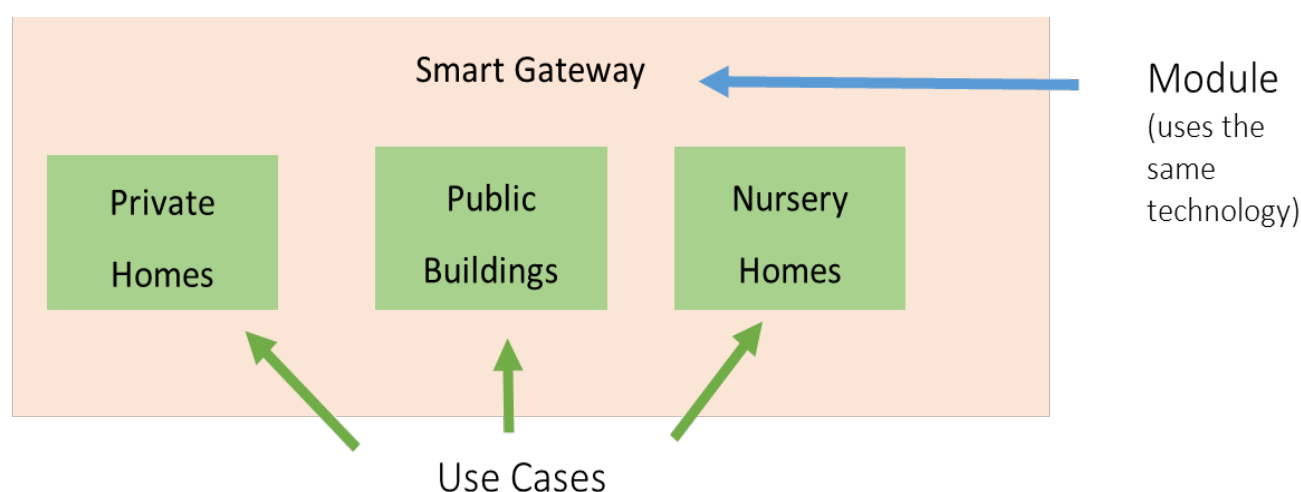 Smart Gateway
Module
(uses the
same
technology)
Private
Homes
Public
Buildings
Nursery
Homes
Use Cases